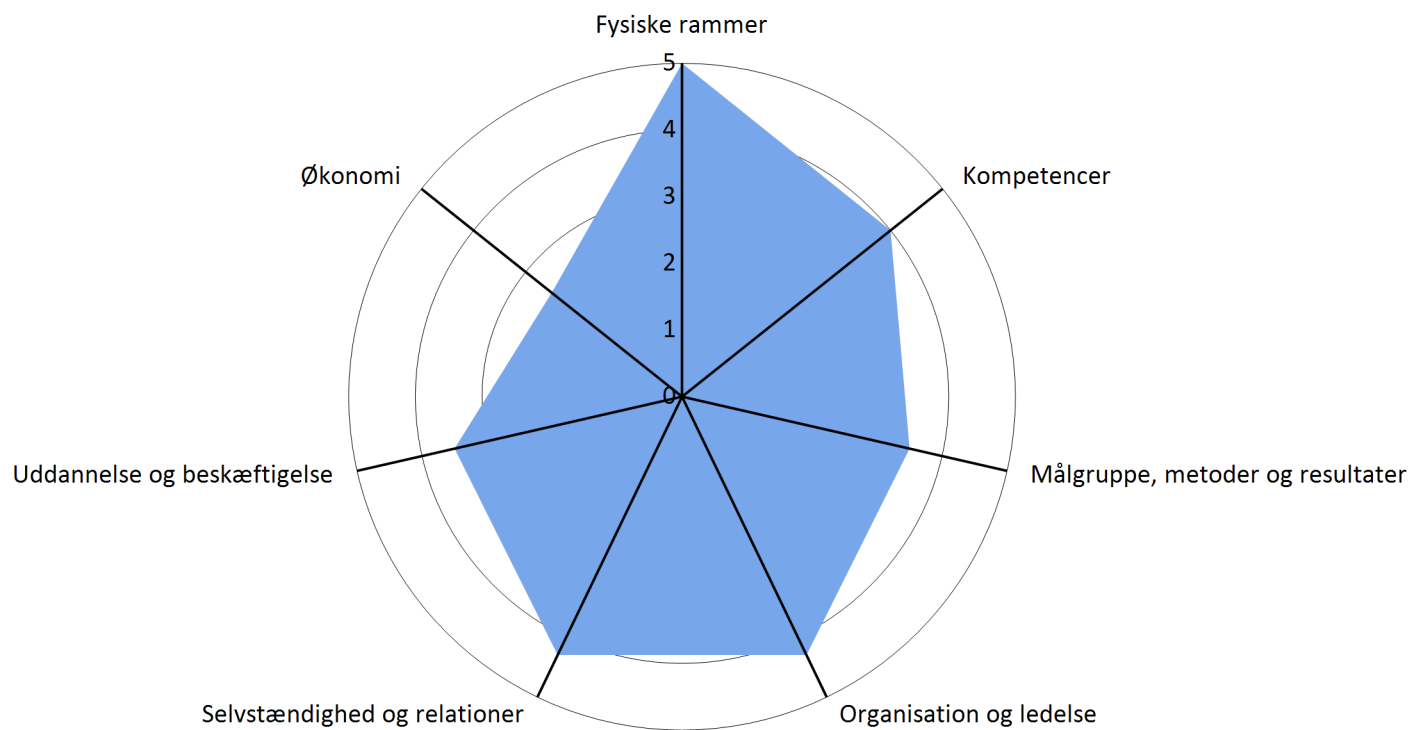 Fysiske rammer
5
4
Økonomi
Kompetencer
3
2
1
0
Uddannelse og beskæftigelse
Målgruppe, metoder og resultater
Selvstændighed og relationer
Organisation og ledelse